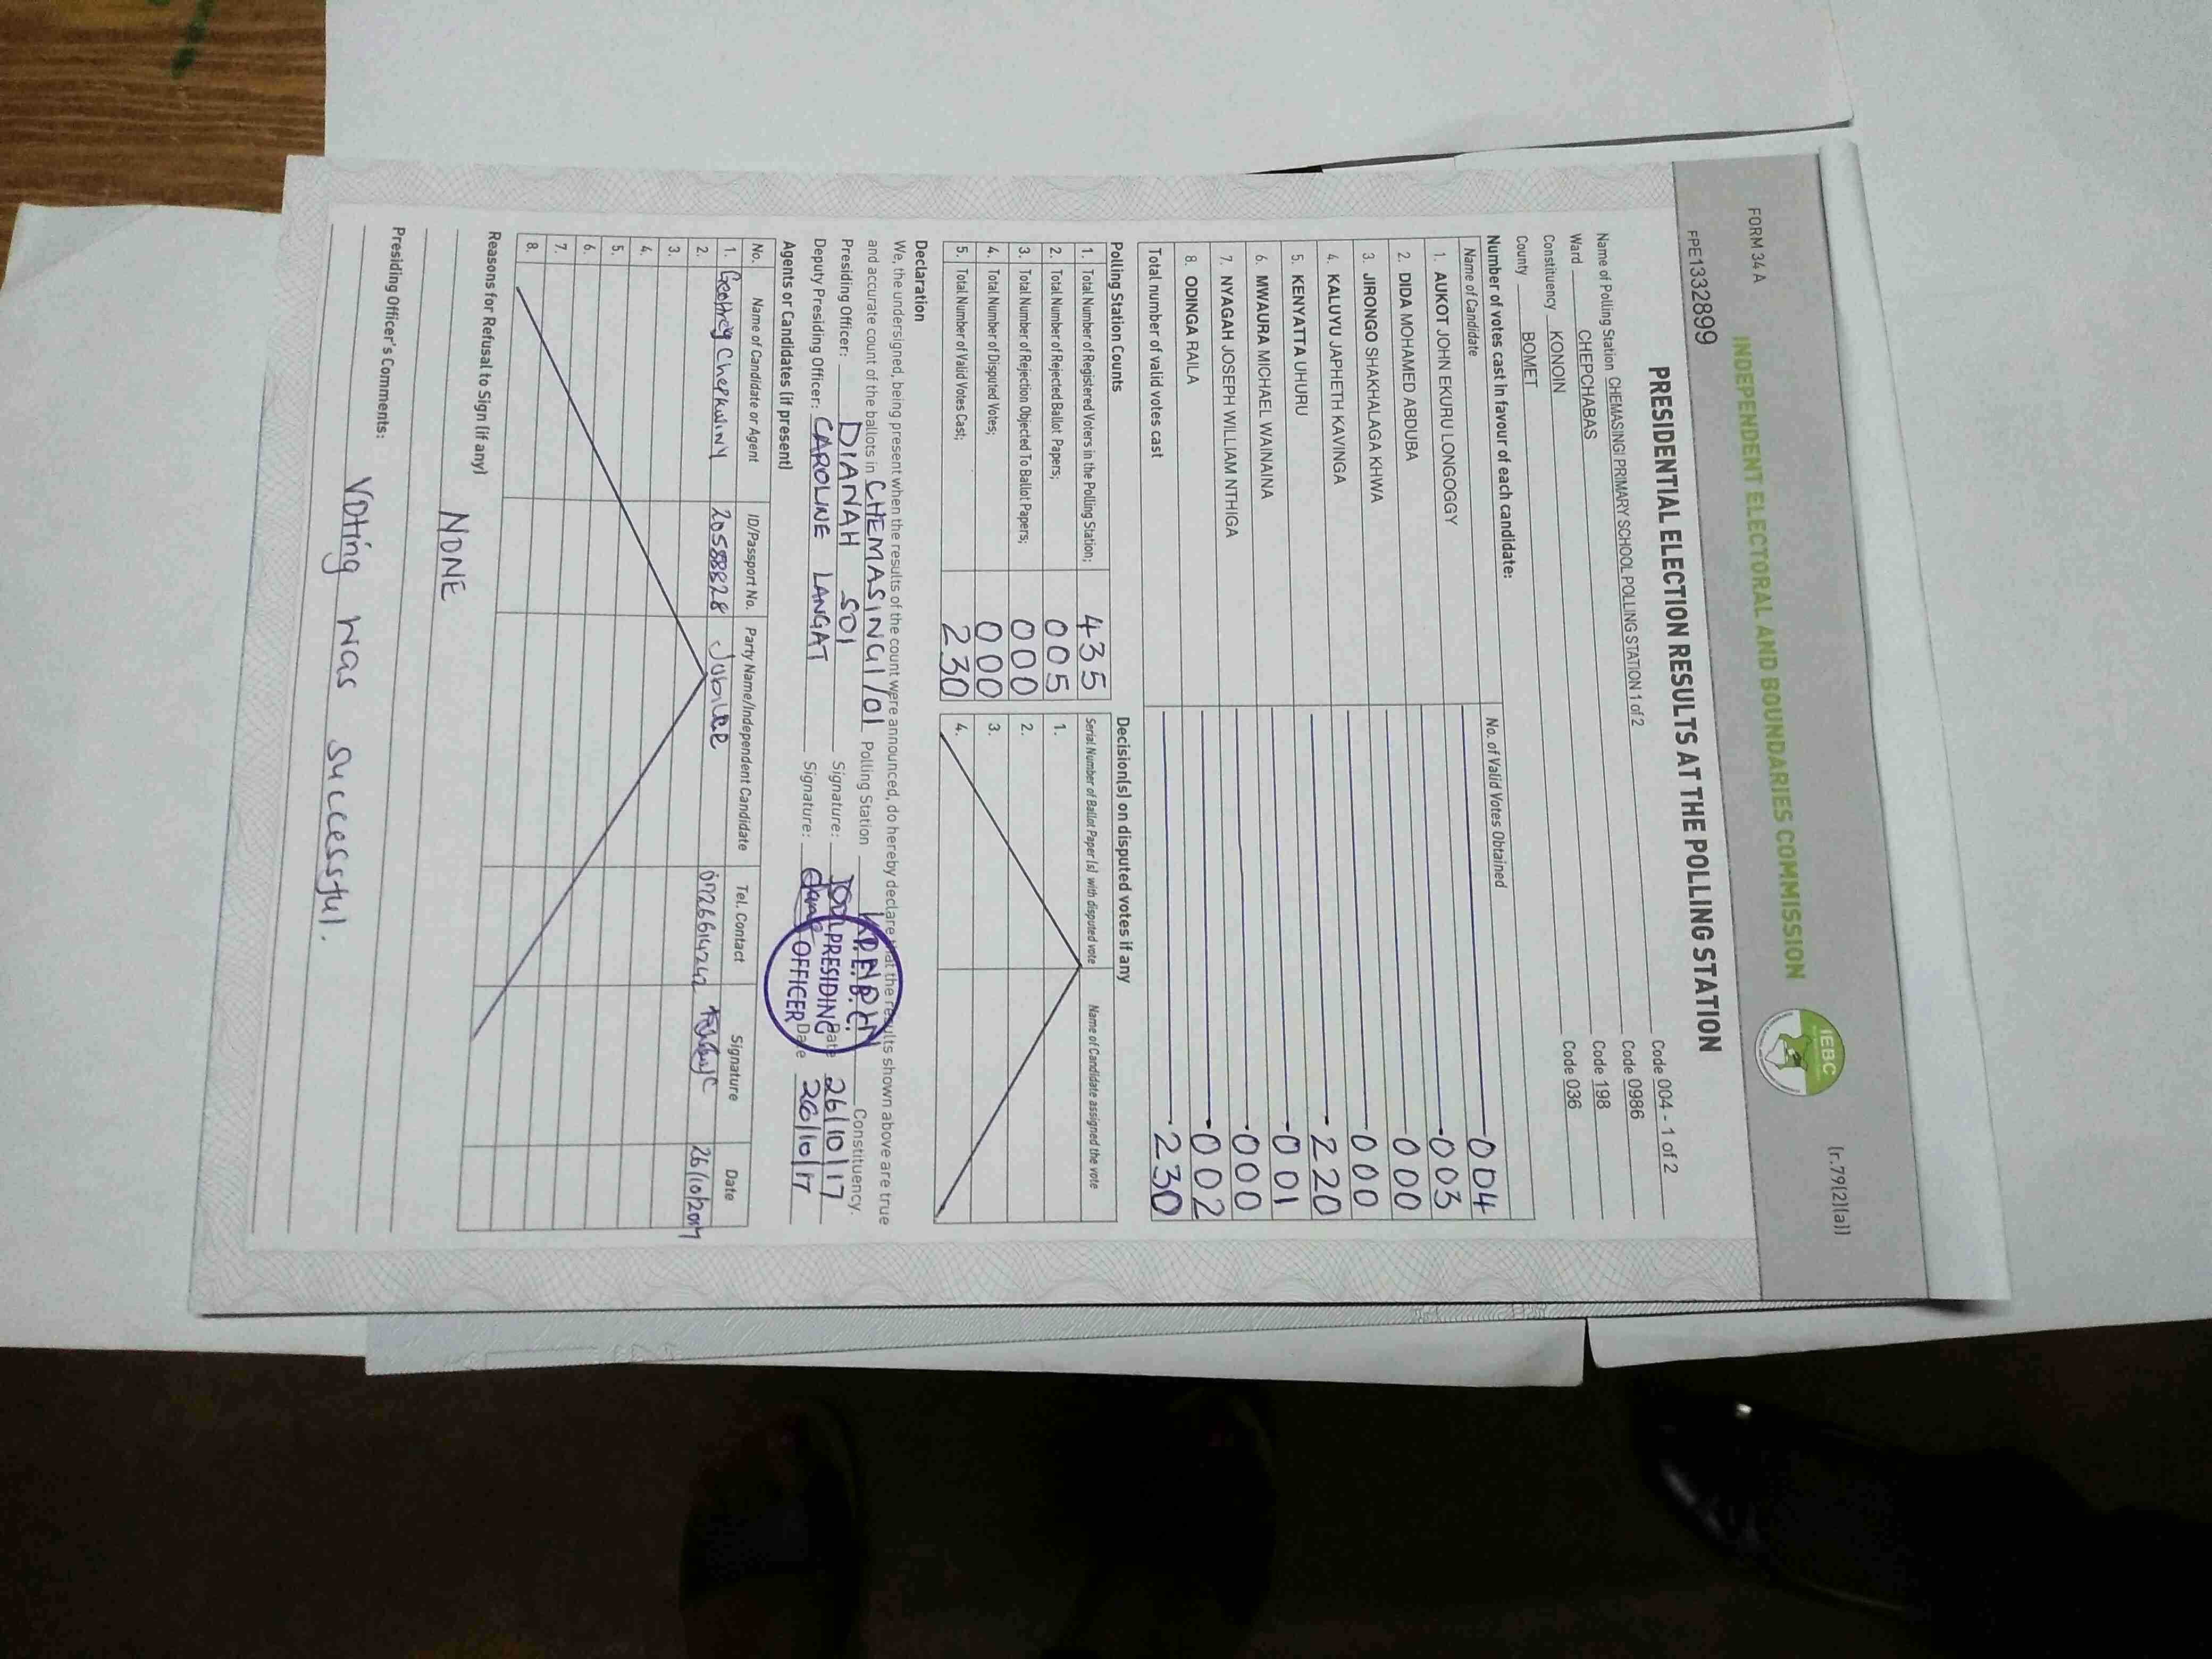 FORM 34 A
(r.79(2)(a))
INDEPENDENT ELECTORAL AND BOUNDARIES COMMISSION
IEBC
FPE1332899
PRESIDENTIAL ELECTION RESULTS AT THE POLLING STATION
Name of Polling Station CHEMASINGI PRIMARY SCHOOL POLLING STATION 1 of 2 Code 004 - 1 of 2
Ward CHEPCHABAS Code 0986
Constituency KONOIN Code 198
County BOMET Code 036
Number of votes cast in favour of each candidate:
Name of Candidate No. of Valid Votes Obtained
1. AUKOT JOHN EKURU LONGOGGY 004
2. DIDA MOHAMED ABDUBA 003
3. JIRONGO SHAKHALAGA KHWA 000
4. KALUYU JAPHETH KAVINGA 000
5. KENYATTA UHURU 220
6. MWAURA MICHAEL WAINAINA 001
7. NYAGAH JOSEPH WILLIAM NTHIGA 000
8. ODINGA RAILA 002
Total number of valid votes cast 230
Polling Station Counts
1. Total Number of Registered Voters in the Polling Station; 435
2. Total Number of Rejected Ballot Papers; 005
3. Total Number of Rejection Objected To Ballot Papers; 000
4. Total Number of Disputed Votes; 000
5. Total Number of Valid Votes Cast; 230
Decision(s) on disputed votes if any
Serial Number of Ballot Paper (s) with disputed vote Name of Candidate assigned the vote
1.
2.
3.
4.
Declaration
We, the undersigned, being present when the results of the count were announced, do hereby declare that the results shown above are true
and accurate count of the ballots in CHEMASINGI/01 Polling Station Constituency.
Presiding Officer: DIANAH SOI Signature: Date 26/10/17
Deputy Presiding Officer: CAROLINE LANGAT Signature: Date 26/10/17
I.E.B.C.
PRESIDING
OFFICER
Agents or Candidates (if present)
No. Name of Candidate or Agent ID/Passport No. Party Name/Independent Candidate Tel. Contact Signature Date
1. Geoffrey Chepkwiny 20588828 Jubilee 0726614242 26/10/2017
2.
3.
4.
5.
6.
7.
8.
Reasons for Refusal to Sign (if any)
NONE
Presiding Officer's Comments:
Voting was successful.